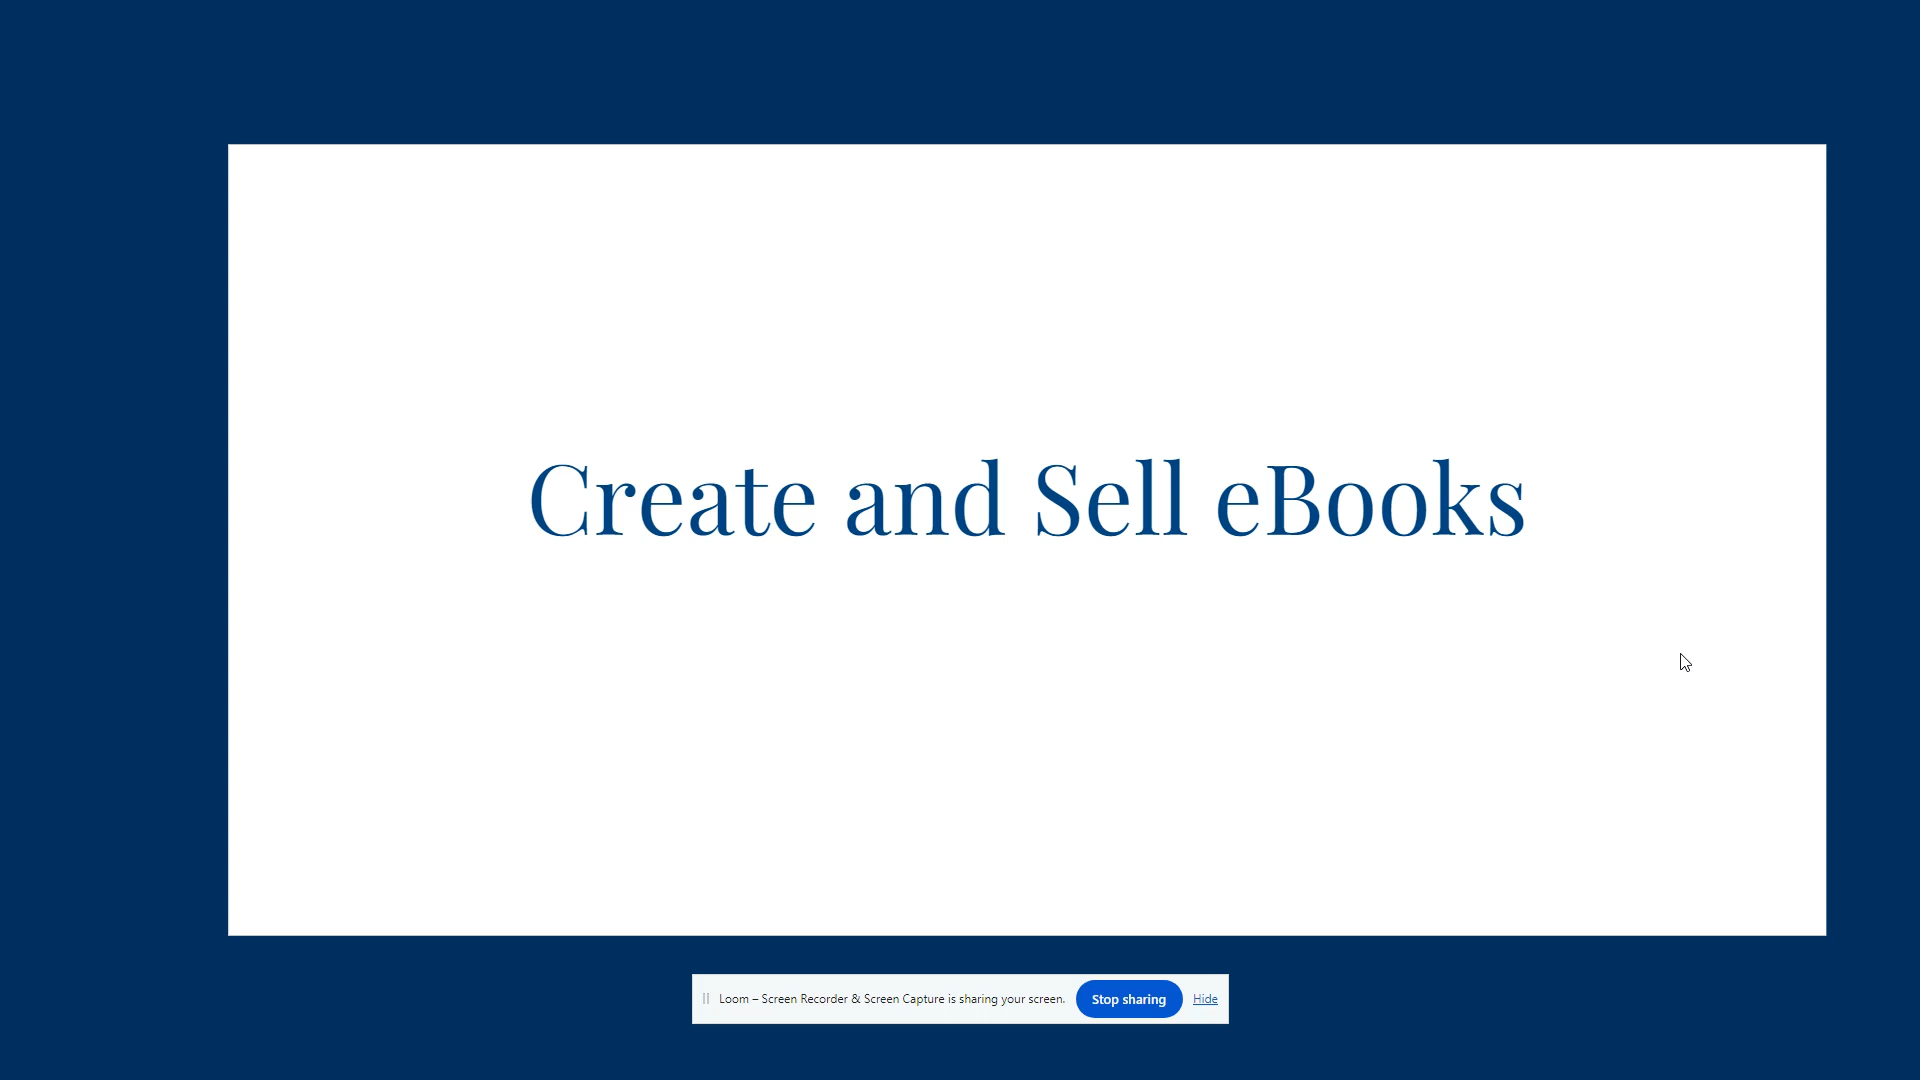 Create and Sell eBooks
Loom – Screen Recorder & Screen Capture is sharing your screen. Stop sharing Hide